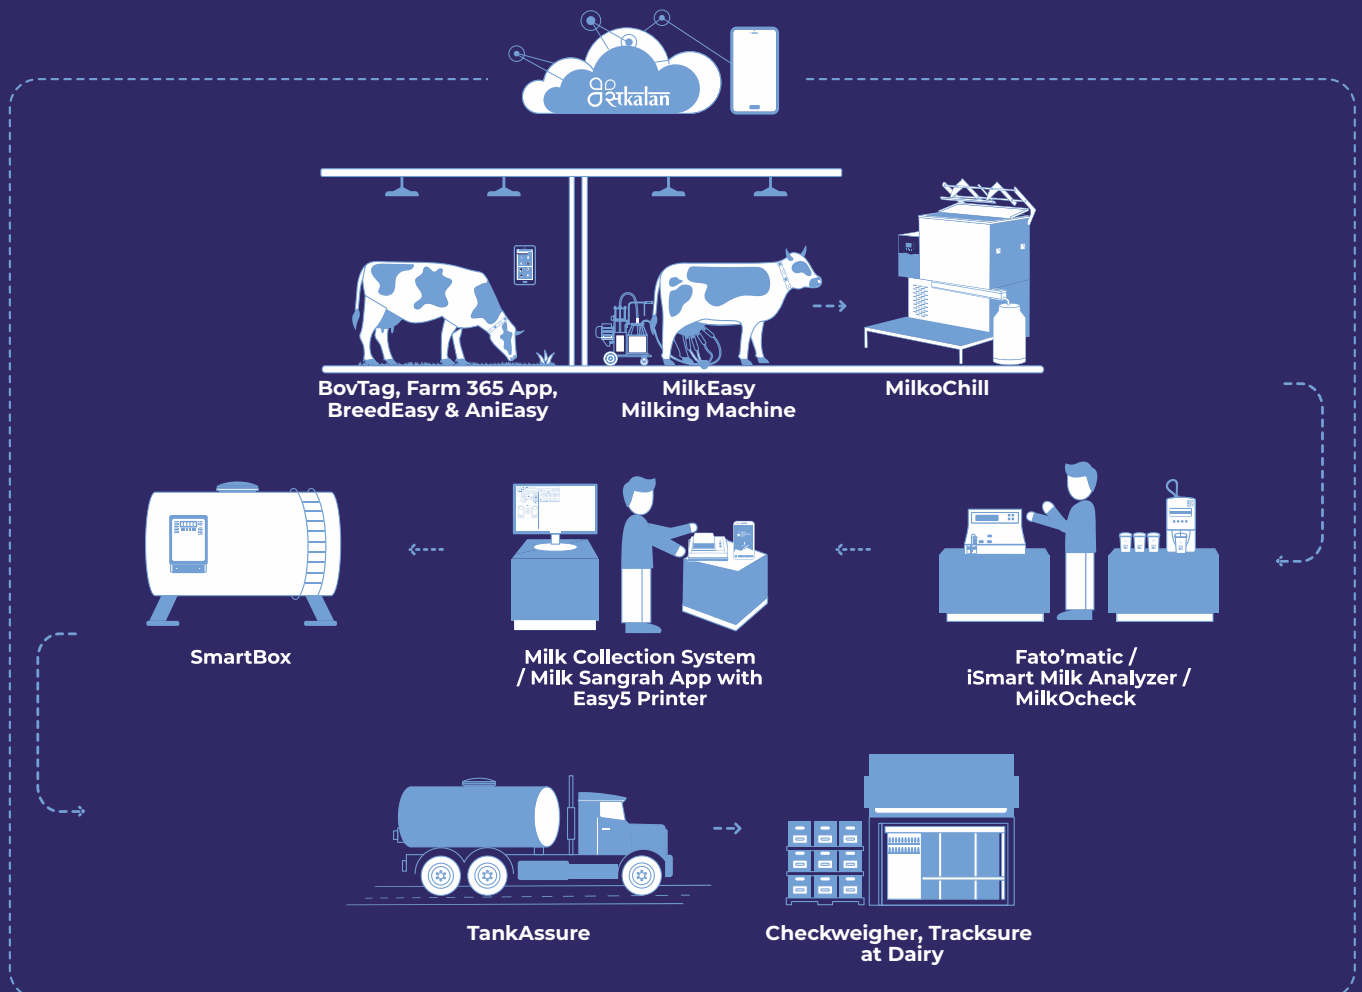 संkalan
BovTag, Farm 365 App,
BreedEasy & AniEasy
MilkEasy
Milking Machine
MilkoChill
SmartBox
Milk Collection System
/ Milk Sangrah App with
Easy5 Printer
Fato’matic /
iSmart Milk Analyzer /
MilkOcheck
TankAssure
Checkweigher, Tracksure
at Dairy